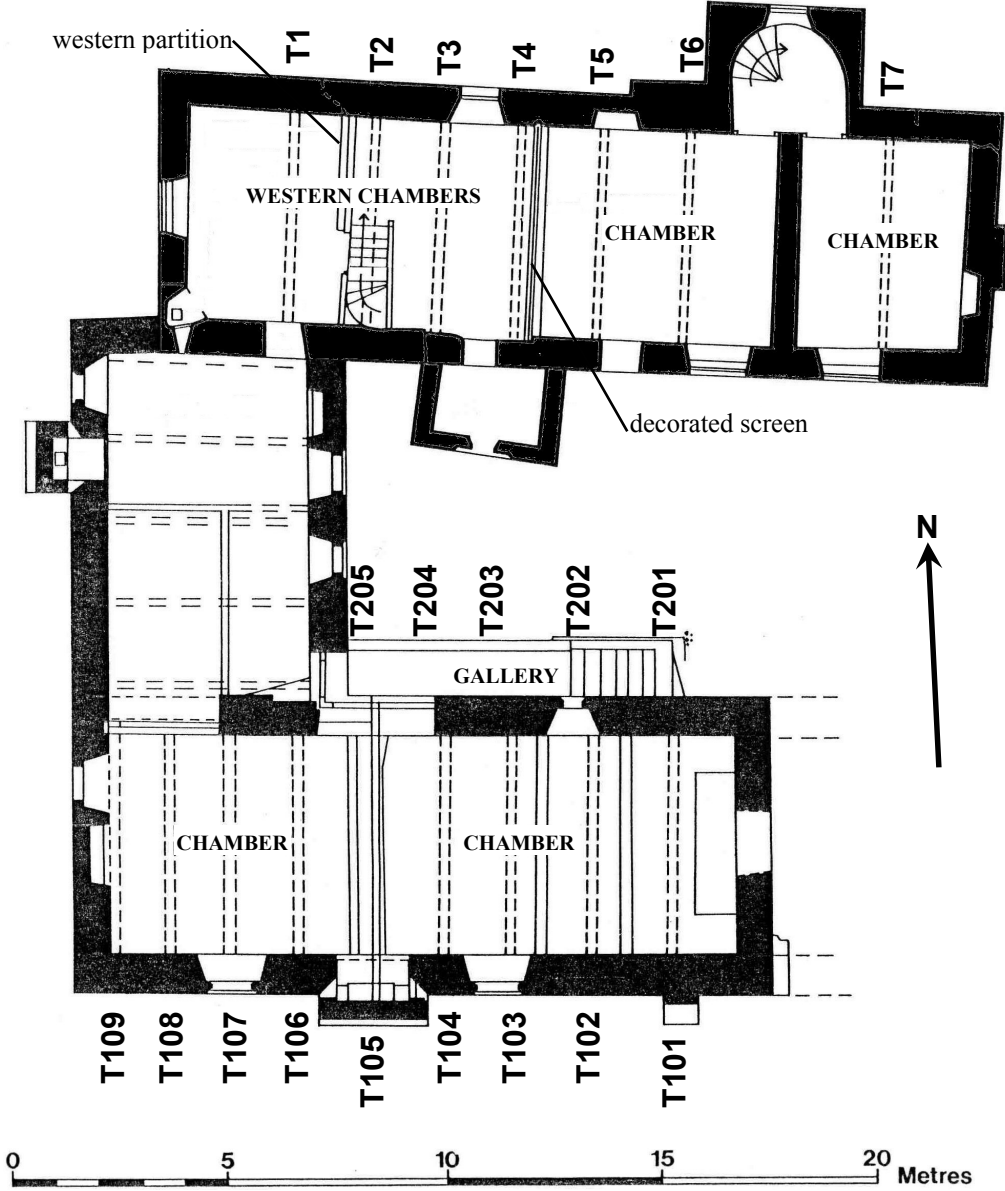 western partition
T1
T2
T3
T4
T5
T6
T7
WESTERN CHAMBERS
CHAMBER
CHAMBER
decorated screen
N
T205
T204
T203
T202
T201
GALLERY
CHAMBER
CHAMBER
T109
T108
T107
T106
T105
T104
T103
T102
T101
0 5 10 15 20 Metres